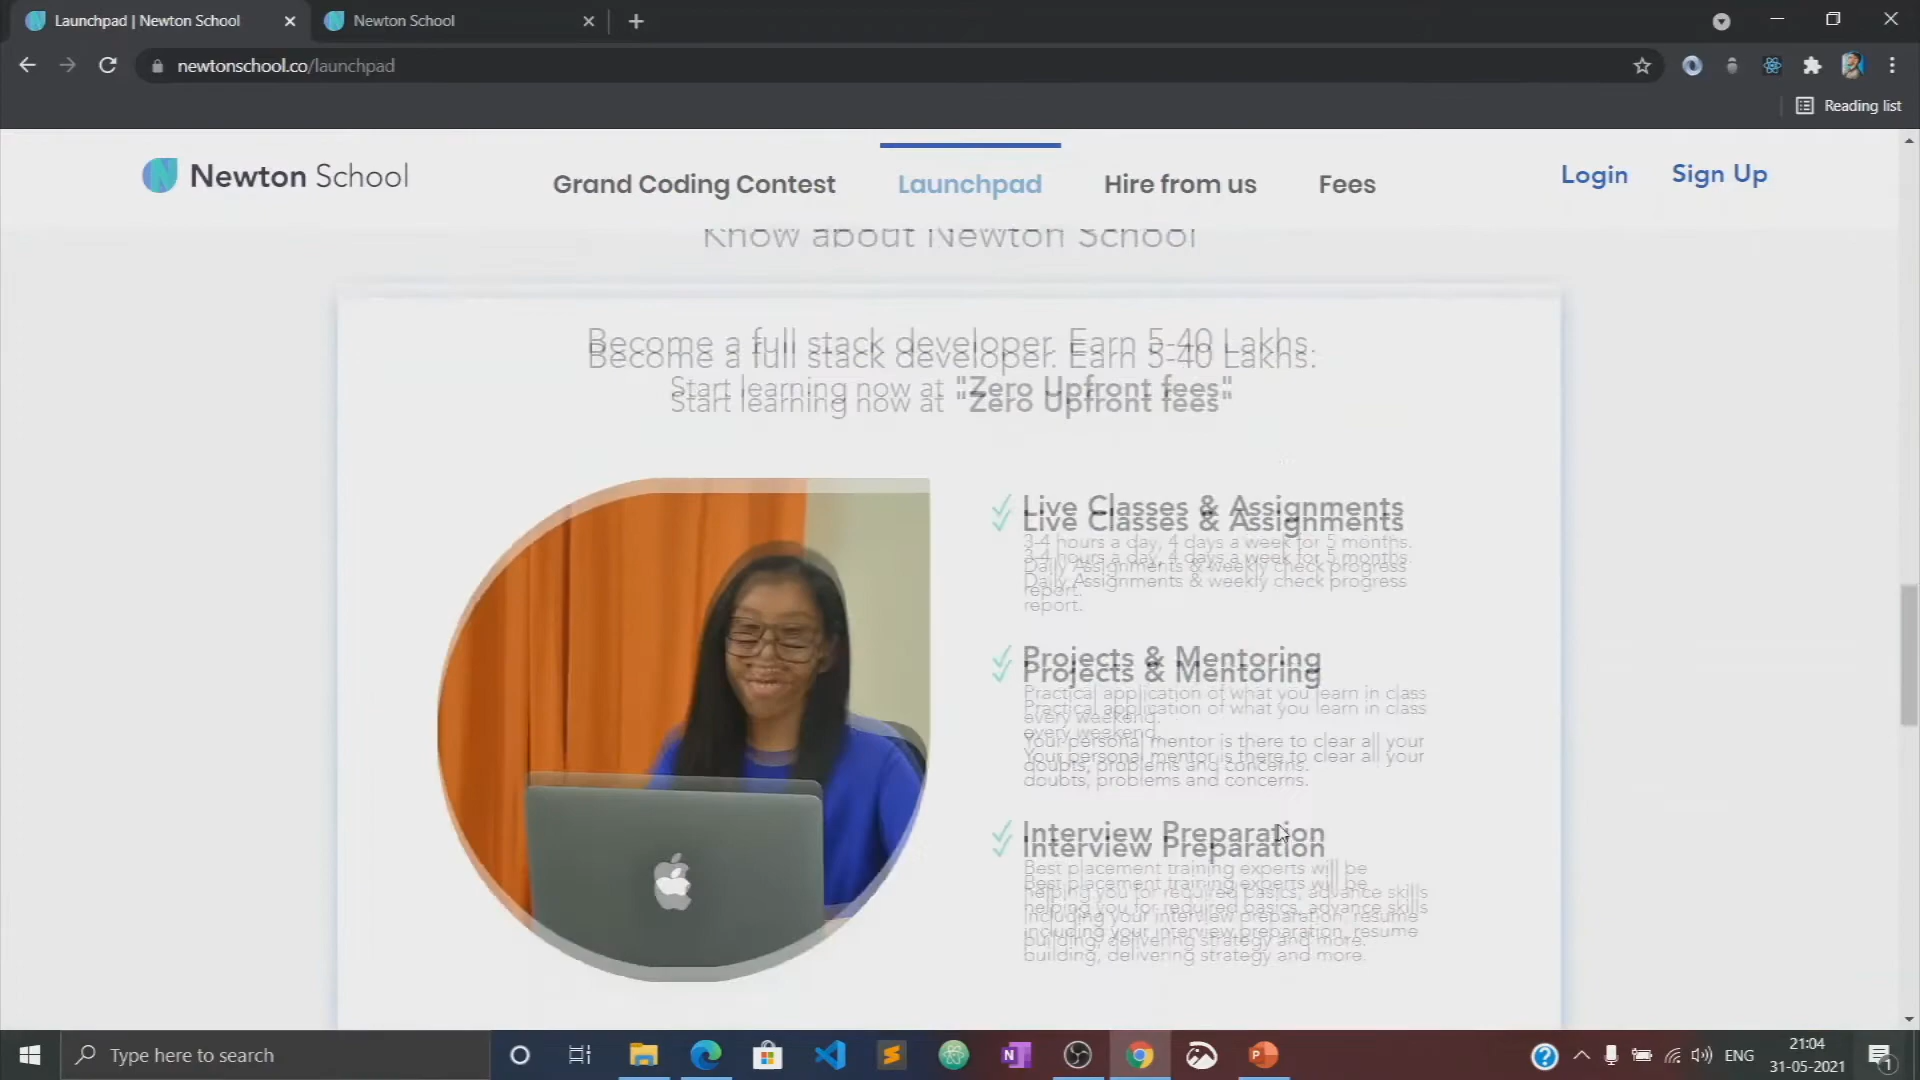 Launchpad | Newton School
Newton School
newtonschool.co/launchpad
Reading list
Newton School
Grand Coding Contest
Launchpad
Hire from us
Fees
Login
Sign Up
Know about Newton School
Become a full stack developer. Earn 5-40 Lakhs.
Start learning now at "Zero Upfront fees"
Live Classes & Assignments
3-4 hours a day, 4 days a week for 5 months.
Daily Assignments & weekly check progress
report.
Projects & Mentoring
Practical application of what you learn in class
every weekend.
Your personal mentor is there to clear all your
doubts, problems and concerns.
Interview Preparation
Best placement training experts will be
helping you for required basics, advance skills
including your interview preparation, resume
building, delivering strategy and more.
Type here to search
ENG
21:04
31-05-2021
1